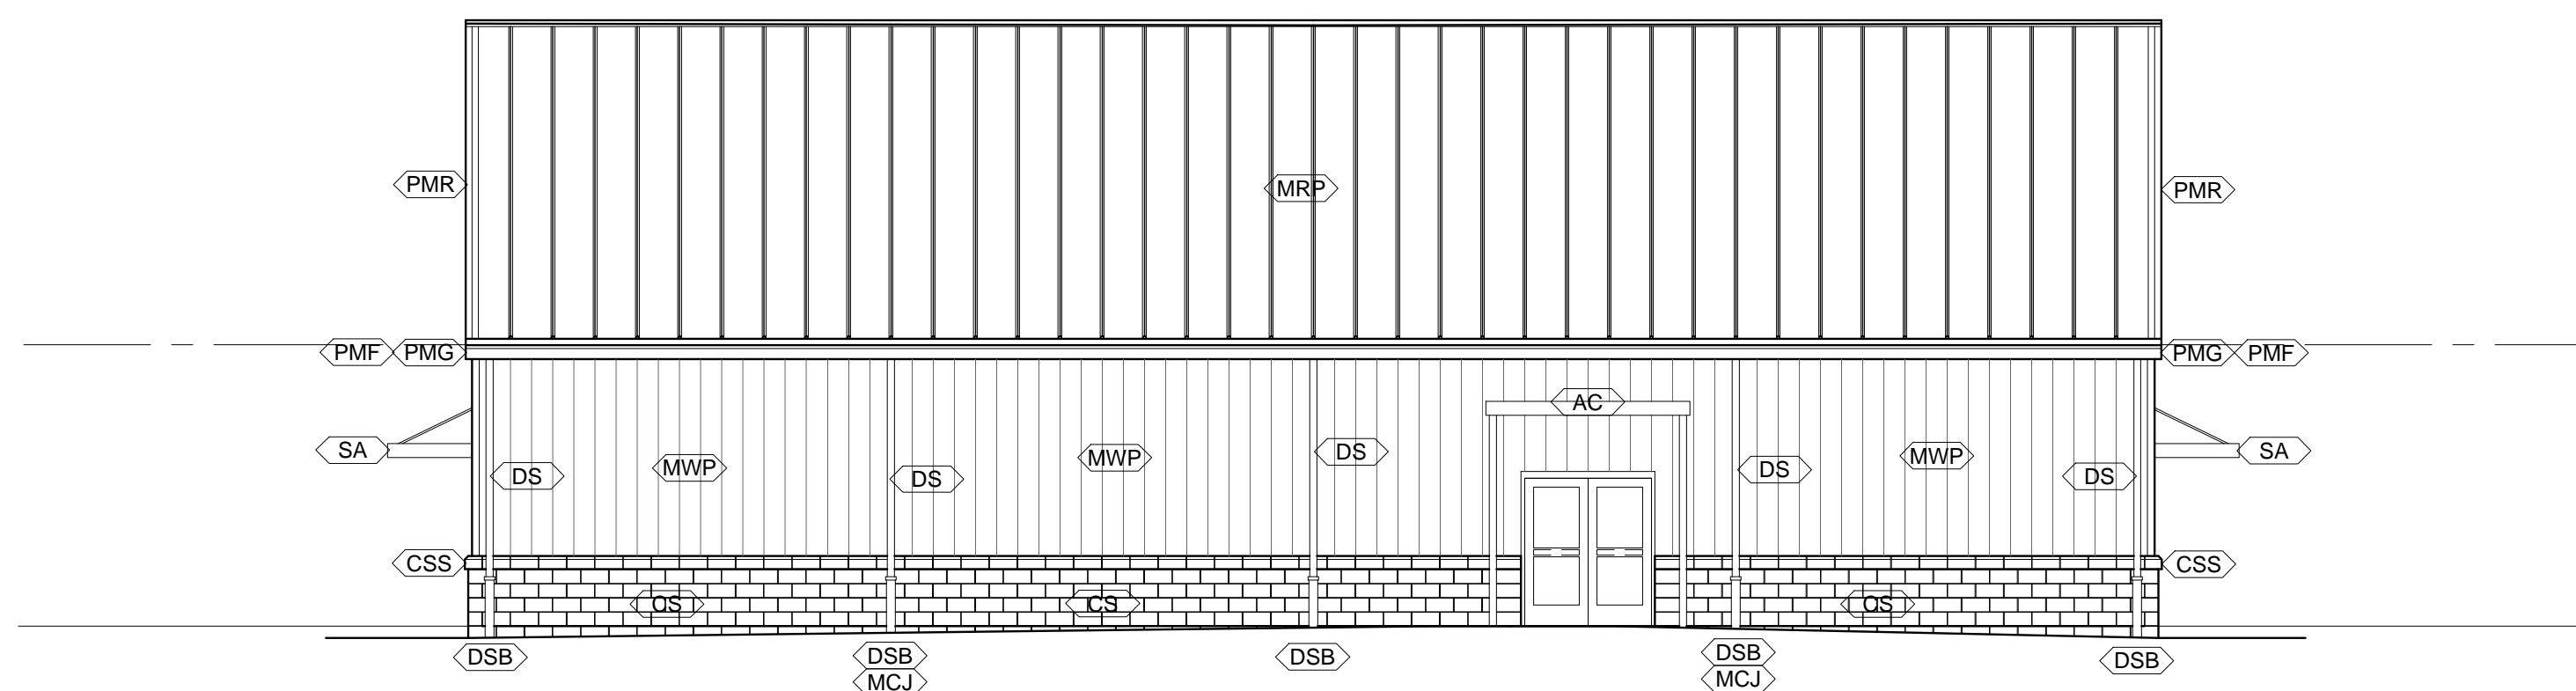 PMR MRP PMR
PMF PMG PMG PMF
AC
SA DS MWP DS MWP DS DS MWP DS SA
CSS CSS
CS CS CS
DSB DSB DSB DSB DSB
MCJ MCJ